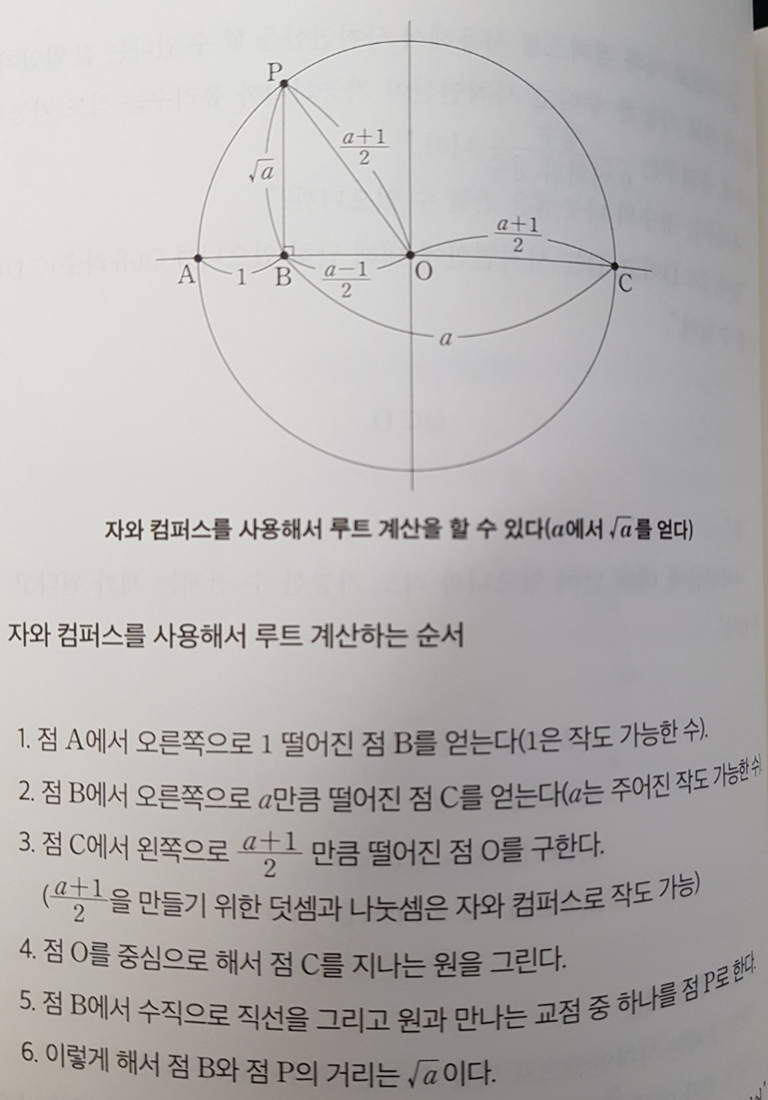 P
√a
a+1
2
a+1
2
A
1
B
a−1
2
O
C
a
자와 컴퍼스를 사용해서 루트 계산을 할 수 있다(a에서 √a를 얻다)
자와 컴퍼스를 사용해서 루트 계산하는 순서
1. 점 A에서 오른쪽으로 1 떨어진 점 B를 얻는다(1은 작도 가능한 수).
2. 점 B에서 오른쪽으로 a만큼 떨어진 점 C를 얻는다(a는 주어진 작도 가능한 수)
3. 점 C에서 왼쪽으로 (a+1)/2 만큼 떨어진 점 O를 구한다.
((a+1)/2을 만들기 위한 덧셈과 나눗셈은 자와 컴퍼스로 작도 가능)
4. 점 O를 중심으로 해서 점 C를 지나는 원을 그린다.
5. 점 B에서 수직으로 직선을 그리고 원과 만나는 교점 중 하나를 점 P로 한다.
6. 이렇게 해서 점 B와 점 P의 거리는 √a이다.